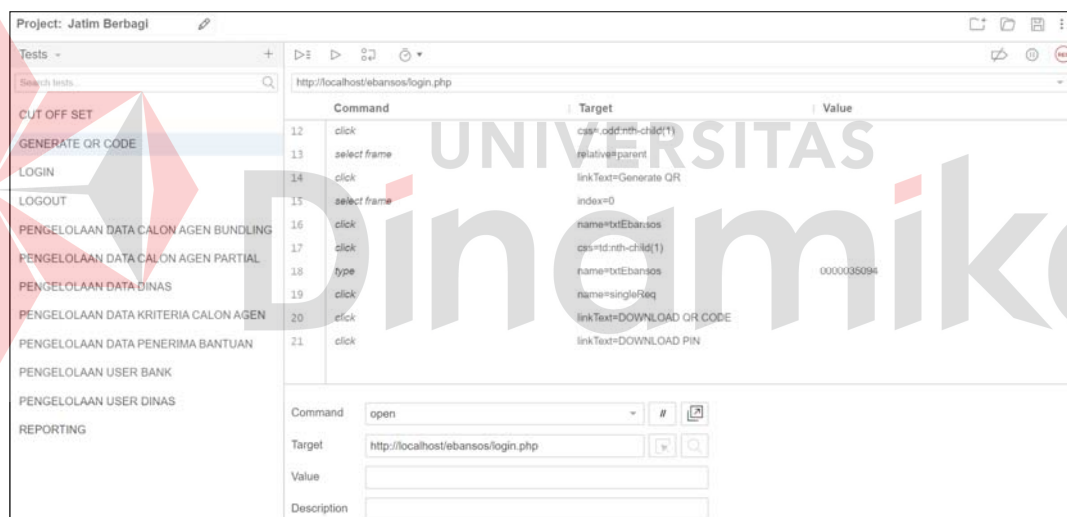 Project: Jatim Berbagi
Tests
Search tests...
CUT OFF SET
GENERATE QR CODE
LOGIN
LOGOUT
PENGELOLAAN DATA CALON AGEN BUNDLING
PENGELOLAAN DATA CALON AGEN PARTIAL
PENGELOLAAN DATA DINAS
PENGELOLAAN DATA KRITERIA CALON AGEN
PENGELOLAAN DATA PENERIMA BANTUAN
PENGELOLAAN USER BANK
PENGELOLAAN USER DINAS
REPORTING
REC
http://localhost/ebansos/login.php
Command Target Value
12 click css=.odd:nth-child(1)
13 select frame relative=parent
14 click linkText=Generate QR
15 select frame index=0
16 click name=txtEbansos
17 click css=td:nth-child(1)
18 type name=txtEbansos 0000035094
19 click name=singleReq
20 click linkText=DOWNLOAD QR CODE
21 click linkText=DOWNLOAD PIN
Command open //
Target http://localhost/ebansos/login.php
Value
Description
UNIVERSITAS
Dinamik